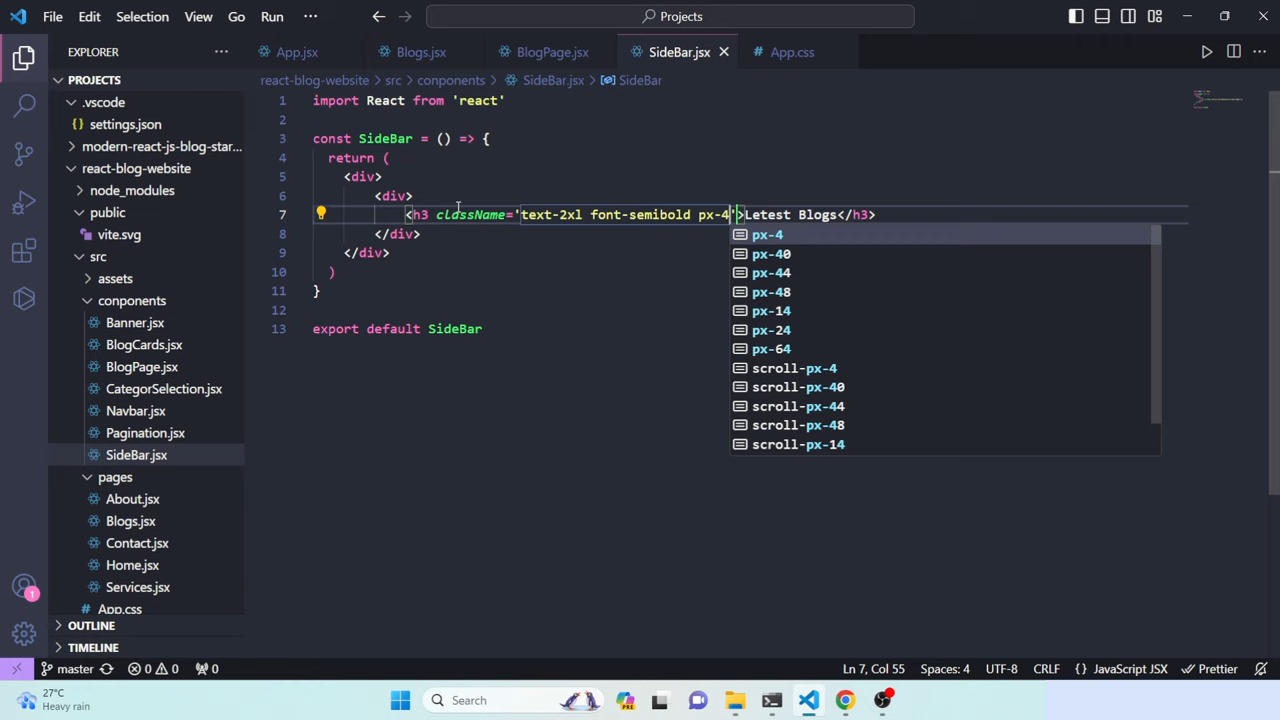 File Edit Selection View Go Run ··· Projects
EXPLORER ···
App.jsx Blogs.jsx BlogPage.jsx SideBar.jsx App.css
PROJECTS
.vscode
settings.json
modern-react-js-blog-star...
react-blog-website
node_modules
public
vite.svg
src
assets
conponents
Banner.jsx
BlogCards.jsx
BlogPage.jsx
CategorSelection.jsx
Navbar.jsx
Pagination.jsx
SideBar.jsx
pages
About.jsx
Blogs.jsx
Contact.jsx
Home.jsx
Services.jsx
# App.css
OUTLINE
TIMELINE
react-blog-website > src > conponents > SideBar.jsx > SideBar
1 import React from 'react'
2
3 const SideBar = () => {
4 return (
5 <div>
6 <div>
7 <h3 className='text-2xl font-semibold px-4'>Letest Blogs</h3>
8 </div>
9 </div>
10 )
11 }
12
13 export default SideBar
px-4
px-40
px-44
px-48
px-14
px-24
px-64
scroll-px-4
scroll-px-40
scroll-px-44
scroll-px-48
scroll-px-14
1
master 0 0 0 Ln 7, Col 55 Spaces: 4 UTF-8 CRLF {} JavaScript JSX Prettier
27°C
Heavy rain
Search
PRE